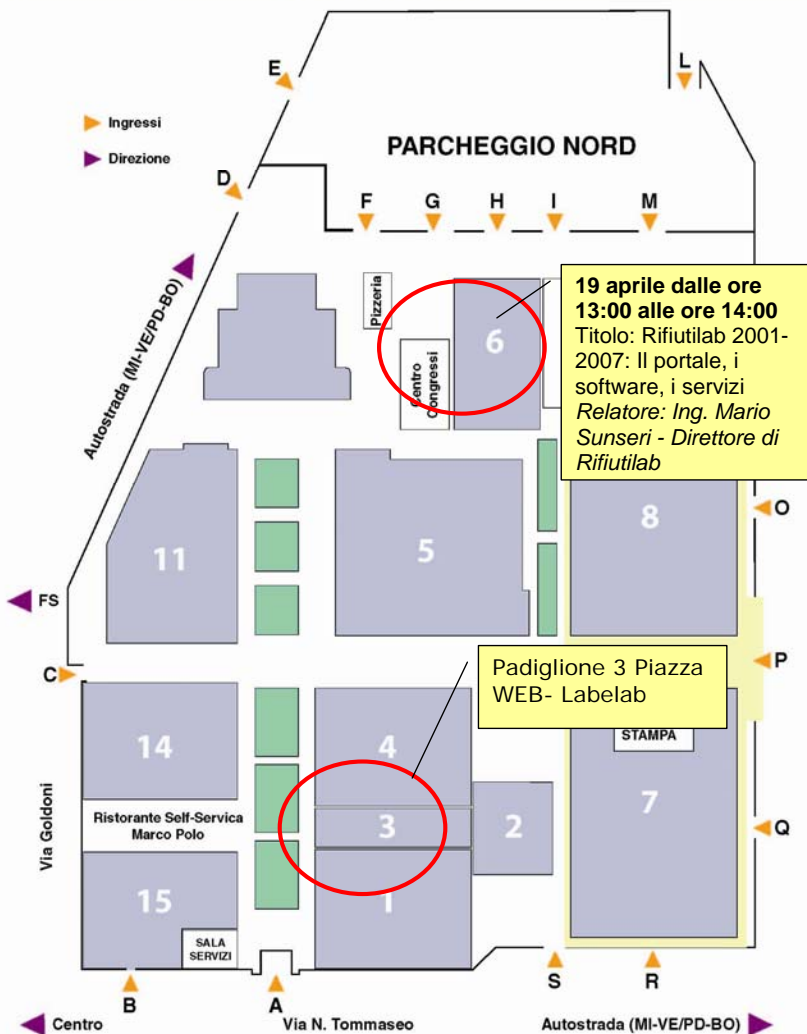 E
L
Ingressi
Direzione
PARCHEGGIO NORD
D
F
G
H
I
M
Autostrada (MI-VE/PD-BO)
Pizzeria
6
Centro
Congressi
19 aprile dalle ore
13:00 alle ore 14:00
Titolo: Rifiutilab 2001-
2007: Il portale, i
software, i servizi
Relatore: Ing. Mario
Sunseri - Direttore di
Rifiutilab
11
5
8
O
FS
C
P
Padiglione 3 Piazza
WEB- Labelab
14
4
STAMPA
7
Via Goldoni
Ristorante Self-Servica
Marco Polo
3
2
Q
15
1
SALA
SERVIZI
B
A
S
R
Centro
Via N. Tommaseo
Autostrada (MI-VE/PD-BO)